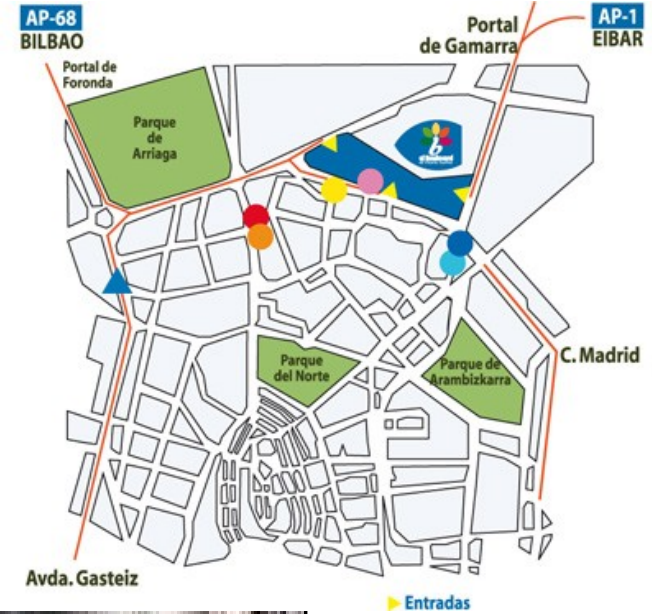 AP-68
BILBAO
Portal de
Foronda
Portal
de Gamarra
AP-1
EIBAR
Parque
de
Arriaga
b
Parque
del Norte
Parque de
Arambizkarra
C. Madrid
Avda. Gasteiz
Entradas